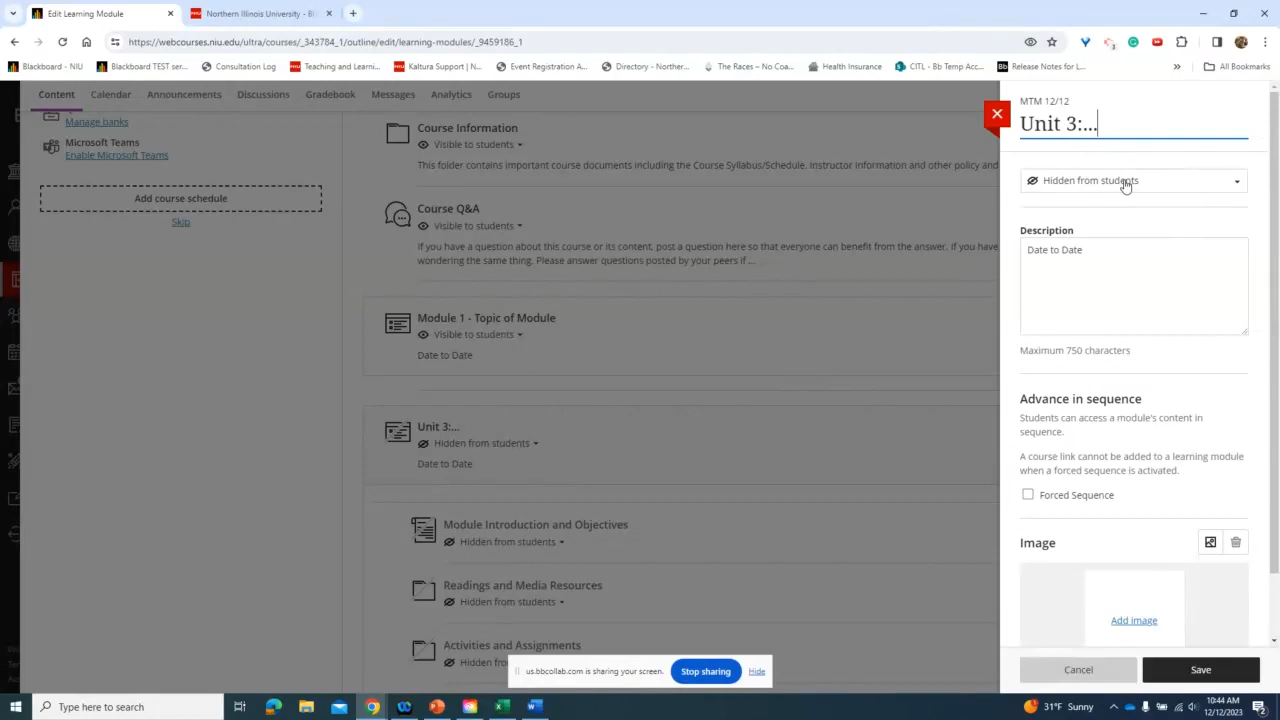 Edit Learning Module
Northern Illinois University - Bl
https://webcourses.niu.edu/ultra/courses/_343784_1/outline/edit/learning-modules/_9459186_1
Blackboard - NIU
Blackboard TEST ser...
Consultation Log
Teaching and Learni...
Kaltura Support | N...
Event Registration A...
Directory - Norther...
The Races – No Coa...
Health Insurance
CITL - Bb Temp Acc...
Release Notes for L...
All Bookmarks
Content
Calendar
Announcements
Discussions
Gradebook
Messages
Analytics
Groups
Manage banks
Microsoft Teams
Enable Microsoft Teams
Add course schedule
Skip
Course Information
Visible to students
This folder contains important course documents including the Course Syllabus/Schedule. Instructor information and other policy and
Course Q&A
Visible to students
If you have a question about this course or its content, post a question here so that everyone can benefit from the answer. If you have
wondering the same thing. Please answer questions posted by your peers if ...
Module 1 - Topic of Module
Visible to students
Date to Date
Unit 3:...
Hidden from students
Date to Date
Module Introduction and Objectives
Hidden from students
Readings and Media Resources
Hidden from students
Activities and Assignments
Hidden fro
MTM 12/12
Unit 3:...
Hidden from students
Description
Date to Date
Maximum 750 characters
Advance in sequence
Students can access a module's content in
sequence.
A course link cannot be added to a learning module
when a forced sequence is activated.
Forced Sequence
Image
Add image
Cancel
Save
us.bbcollab.com is sharing your screen.
Stop sharing
Hide
Type here to search
31°F Sunny
10:44 AM
12/12/2023